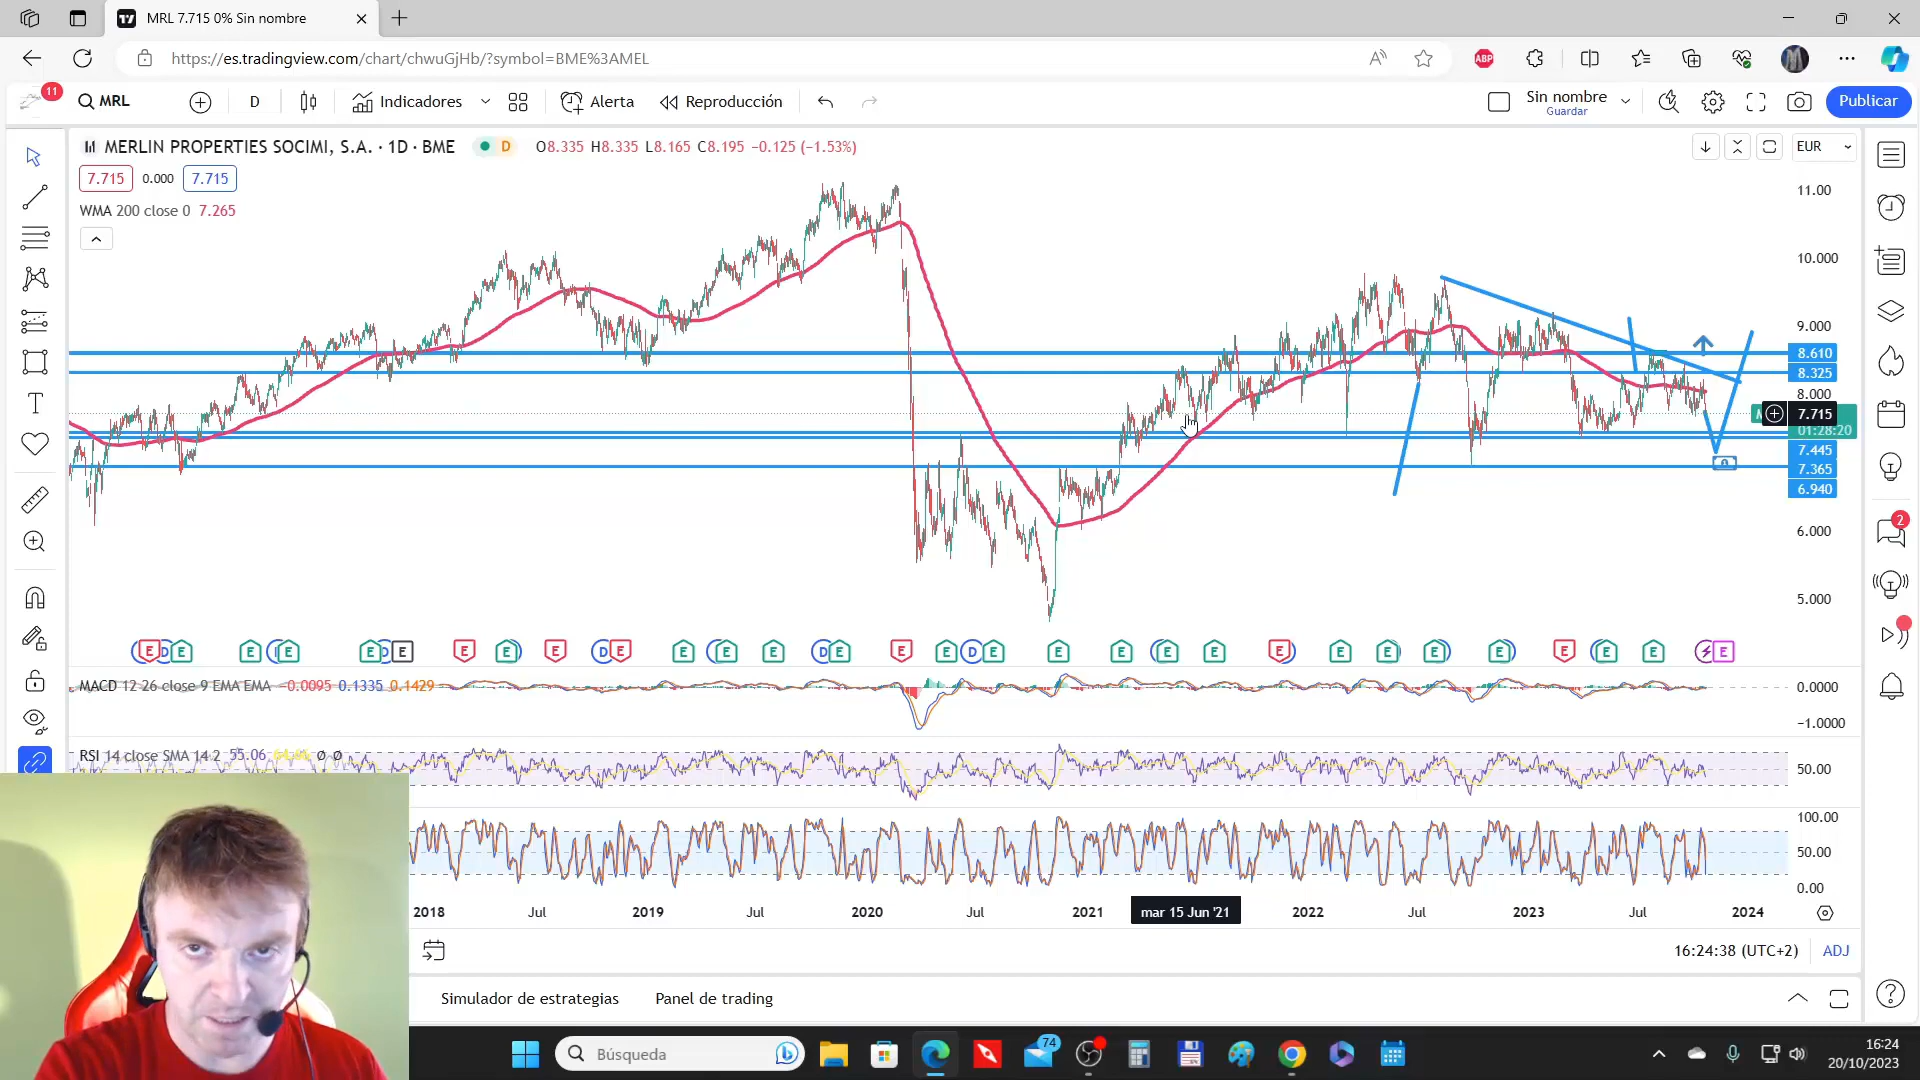 MRL 7.715 0% Sin nombre
https://es.tradingview.com/chart/chwuGjHb/?symbol=BME%3AMEL
ABP
11
MRL
D
Indicadores
Alerta
Reproducción
Sin nombre
Guardar
Publicar
MERLIN PROPERTIES SOCIMI, S.A. · 1D · BME
D
O8.335 H8.335 L8.165 C8.195 −0.125 (−1.53%)
EUR
7.715
0.000
7.715
WMA 200 close 0 7.265
11.00
10.000
9.000
8.610
8.325
8.000
7.715
01:28:20
7.445
7.365
6.940
6.000
5.000
2
E D E E E E D E E E E D E E E E D E E E D E E D E E E E E E E E E E E E E E
MACD 12 26 close 9 EMA EMA −0.0095 0.1335 0.1429
0.0000
−1.0000
RSI 14 close SMA 14 2 55.06 Ø Ø
50.00
100.00
50.00
0.00
2018 Jul 2019 Jul 2020 Jul 2021 mar 15 Jun '21 2022 Jul 2023 Jul 2024
16:24:38 (UTC+2)
ADJ
Simulador de estrategias
Panel de trading
Búsqueda
74
16:24
20/10/2023